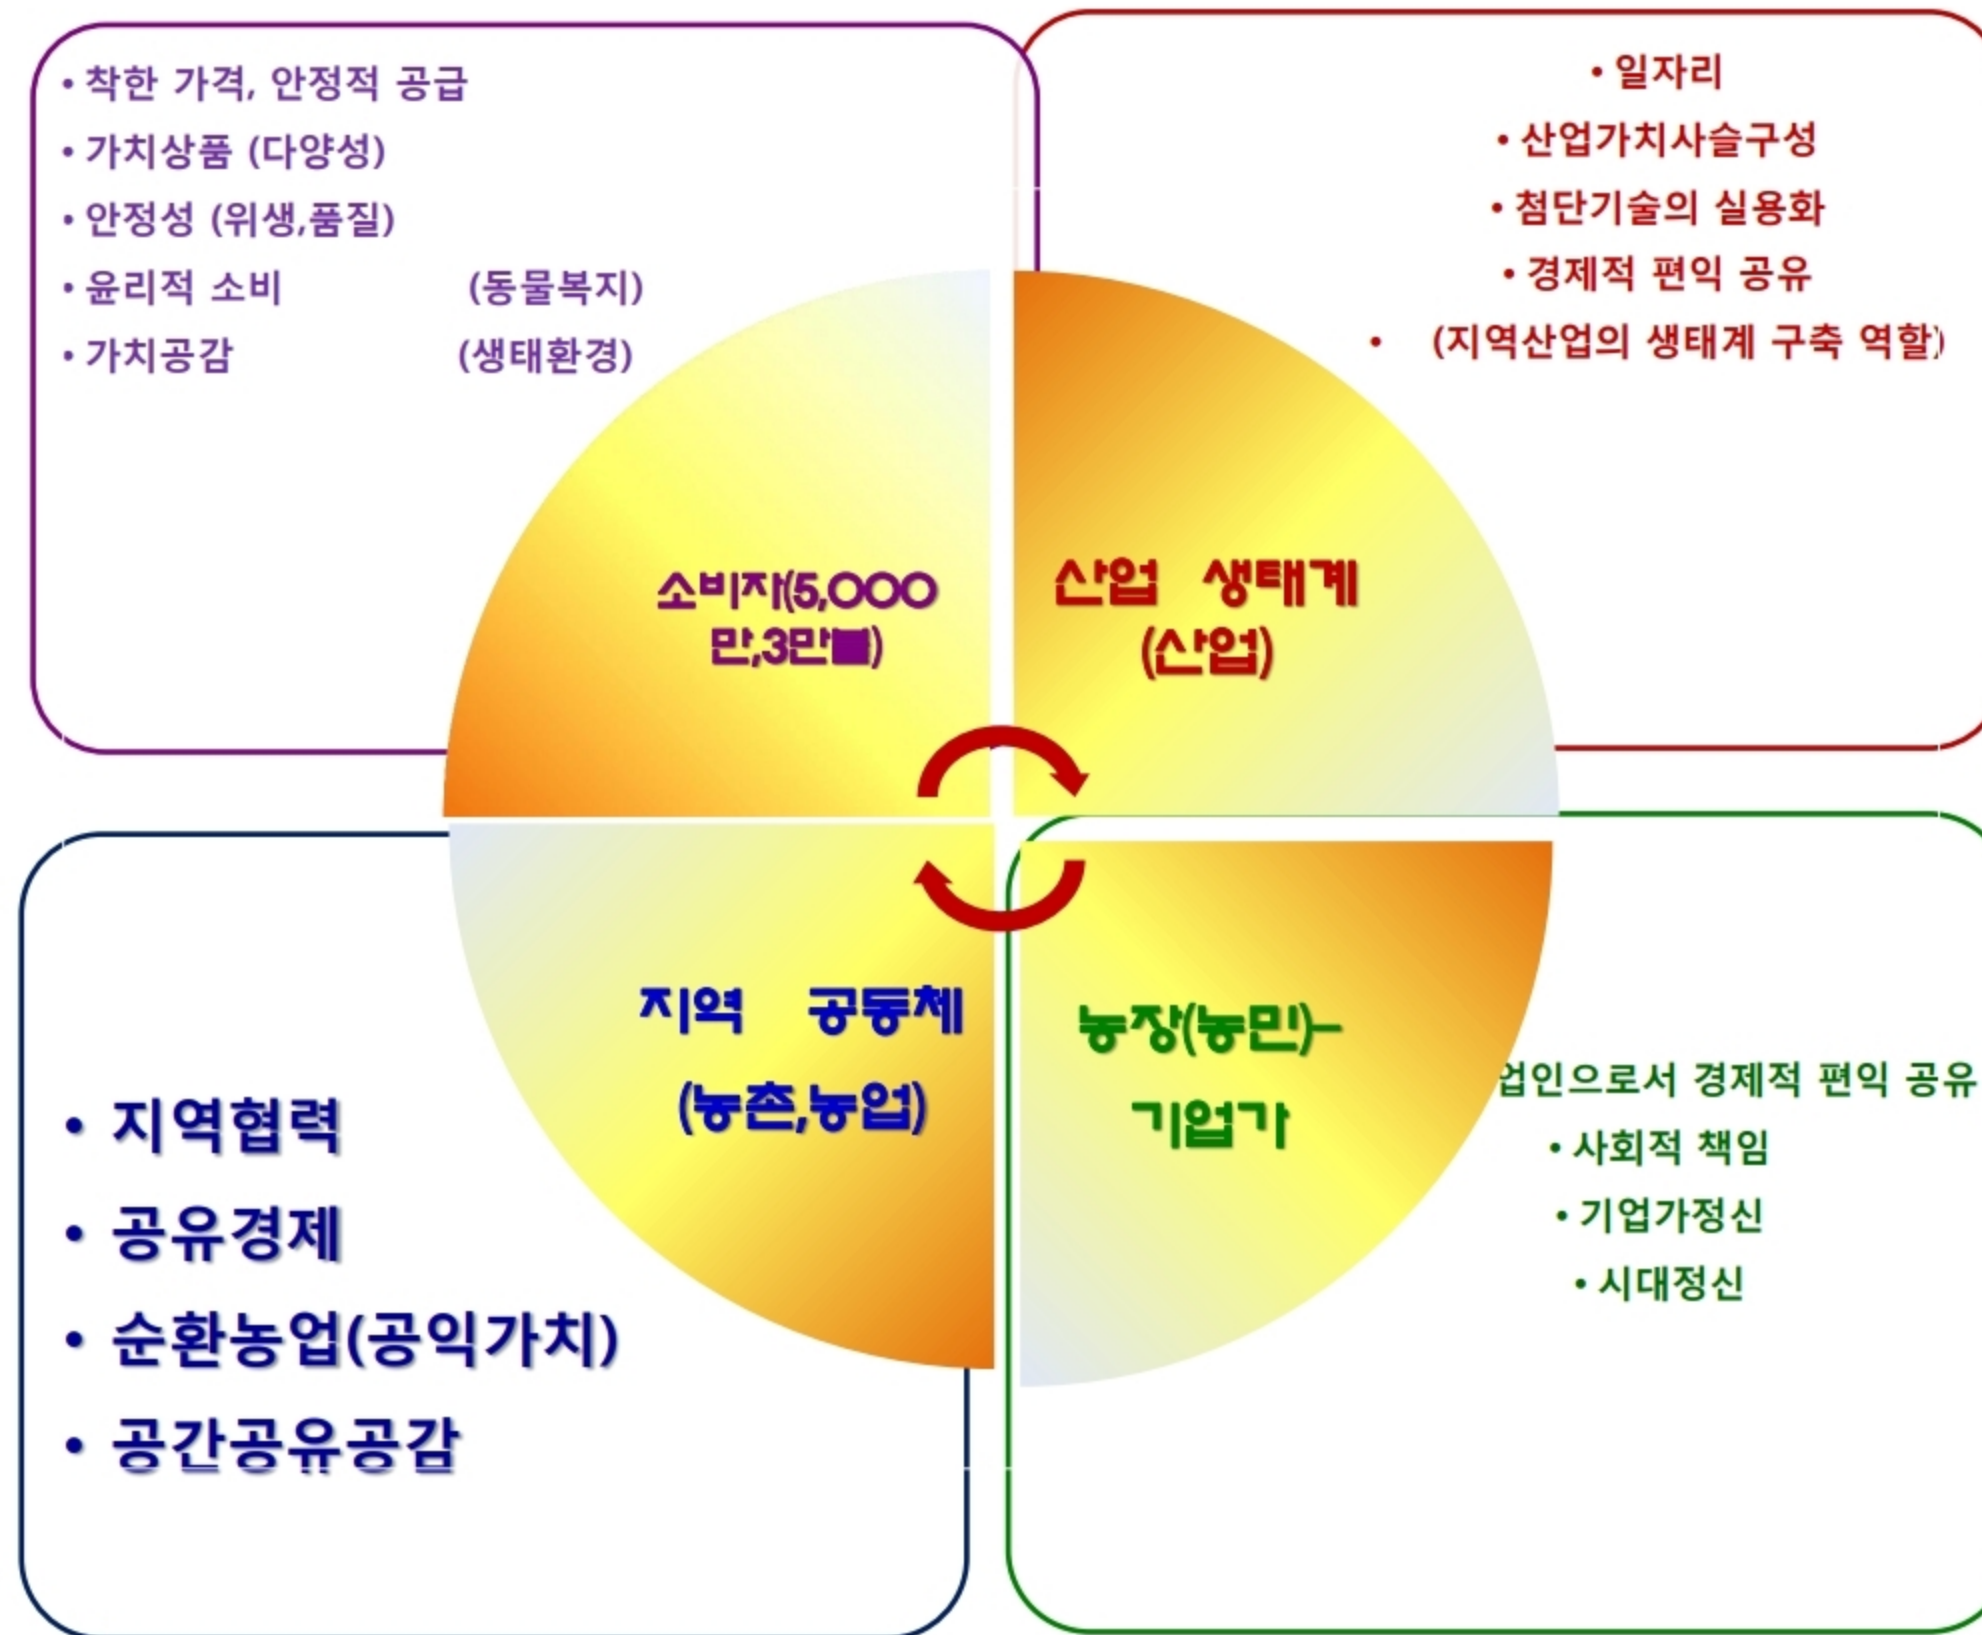 • 착한 가격, 안정적 공급
• 가치상품 (다양성)
• 안정성 (위생,품질)
• 윤리적 소비 (동물복지)
• 가치공감 (생태환경)
• 일자리
• 산업가치사슬구성
• 첨단기술의 실용화
• 경제적 편익 공유
• (지역산업의 생태계 구축 역할)
소비자(5,000
만,3만불)
산업 생태계
(산업)
지역 공동체
(농촌,농업)
농장(농민)-
기업가
• 지역협력
• 공유경제
• 순환농업(공익가치)
• 공간공유공감
업인으로서 경제적 편익 공유
• 사회적 책임
• 기업가정신
• 시대정신